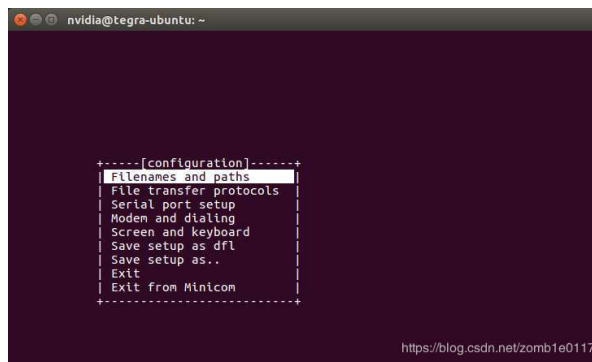 nvidia@tegra-ubuntu: ~
+-----[configuration]------+
| Filenames and paths      |
| File transfer protocols  |
| Serial port setup        |
| Modem and dialing        |
| Screen and keyboard      |
| Save setup as dfl        |
| Save setup as..          |
| Exit                     |
| Exit from Minicom        |
+--------------------------+
https://blog.csdn.net/zomb1e0117